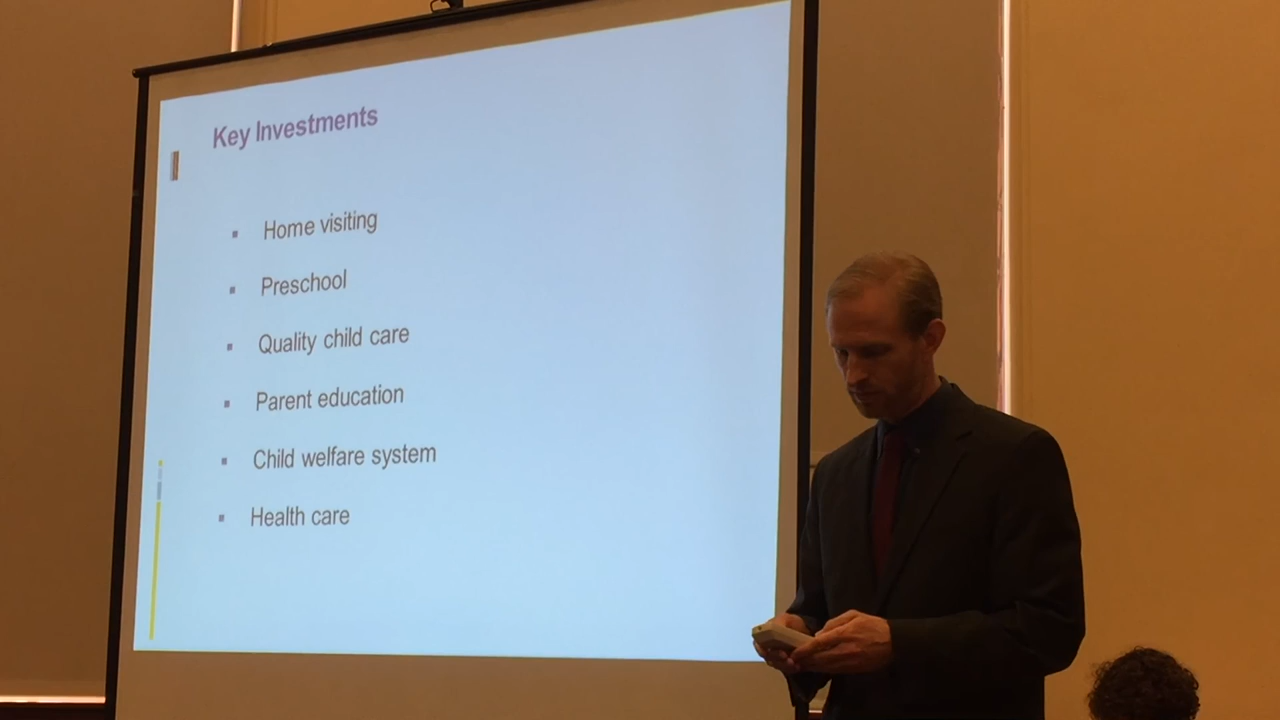 Key Investments
Home visiting
Preschool
Quality child care
Parent education
Child welfare system
Health care